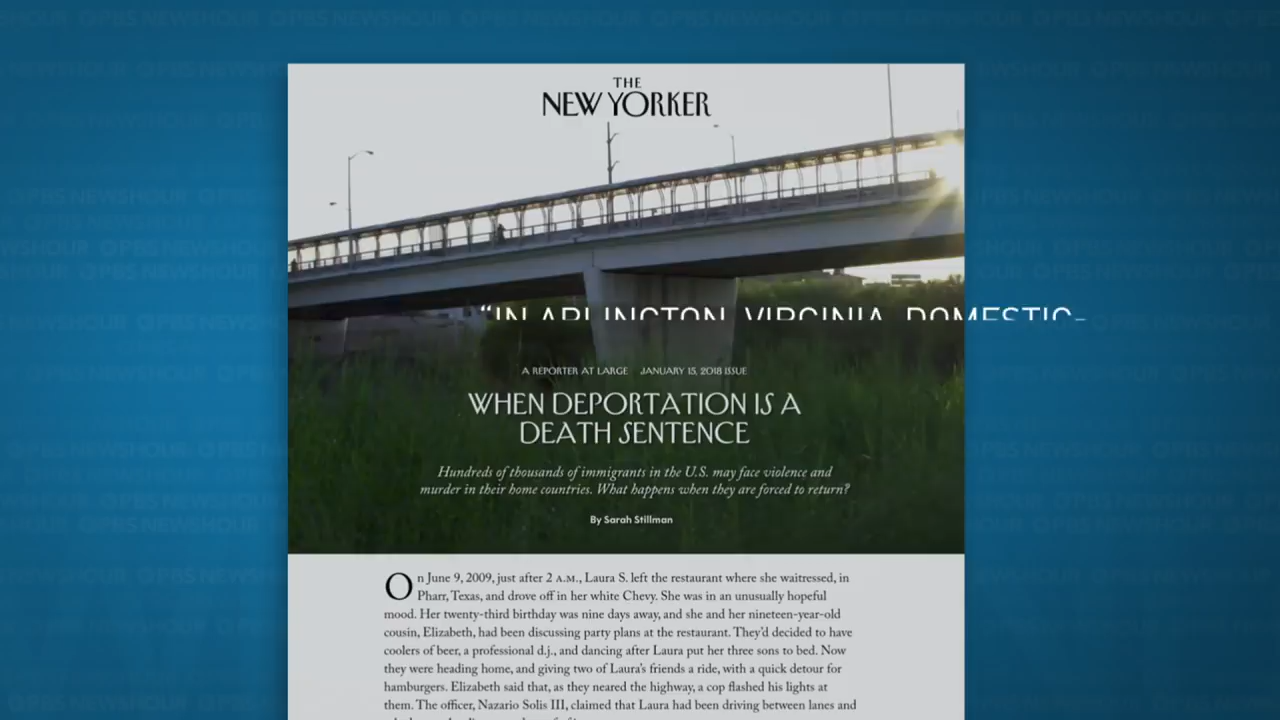 THE
NEW YORKER
“IN ARLINGTON, VIRGINIA, DOMESTIC-
A REPORTER AT LARGE JANUARY 15, 2018 ISSUE
WHEN DEPORTATION IS A
DEATH SENTENCE
Hundreds of thousands of immigrants in the U.S. may face violence and
murder in their home countries. What happens when they are forced to return?
By Sarah Stillman
On June 9, 2009, just after 2 A.M., Laura S. left the restaurant where she waitressed, in
Pharr, Texas, and drove off in her white Chevy. She was in an unusually hopeful
mood. Her twenty-third birthday was nine days away, and she and her nineteen-year-old
cousin, Elizabeth, had been discussing party plans at the restaurant. They’d decided to have
coolers of beer, a professional d.j., and dancing after Laura put her three sons to bed. Now
they were heading home, and giving two of Laura’s friends a ride, with a quick detour for
hamburgers. Elizabeth said that, as they neared the highway, a cop flashed his lights at
them. The officer, Nazario Solis III, claimed that Laura had been driving between lanes and